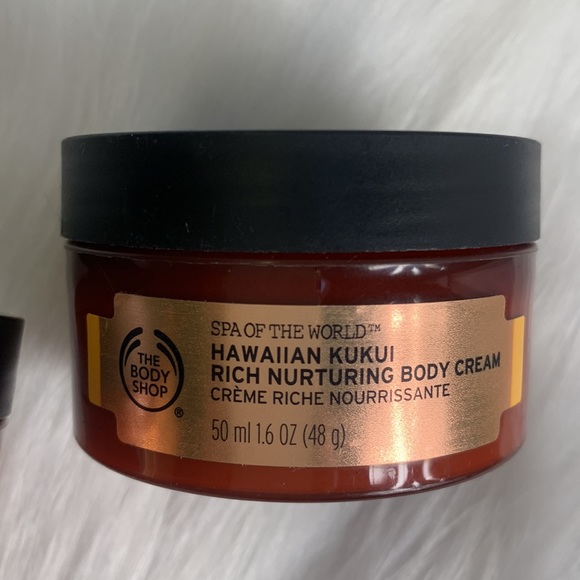 THE
BODY
SHOP
®
SPA OF THE WORLD™
HAWAIIAN KUKUI
RICH NURTURING BODY CREAM
CRÈME RICHE NOURRISSANTE
50 ml 1.6 OZ (48 g)